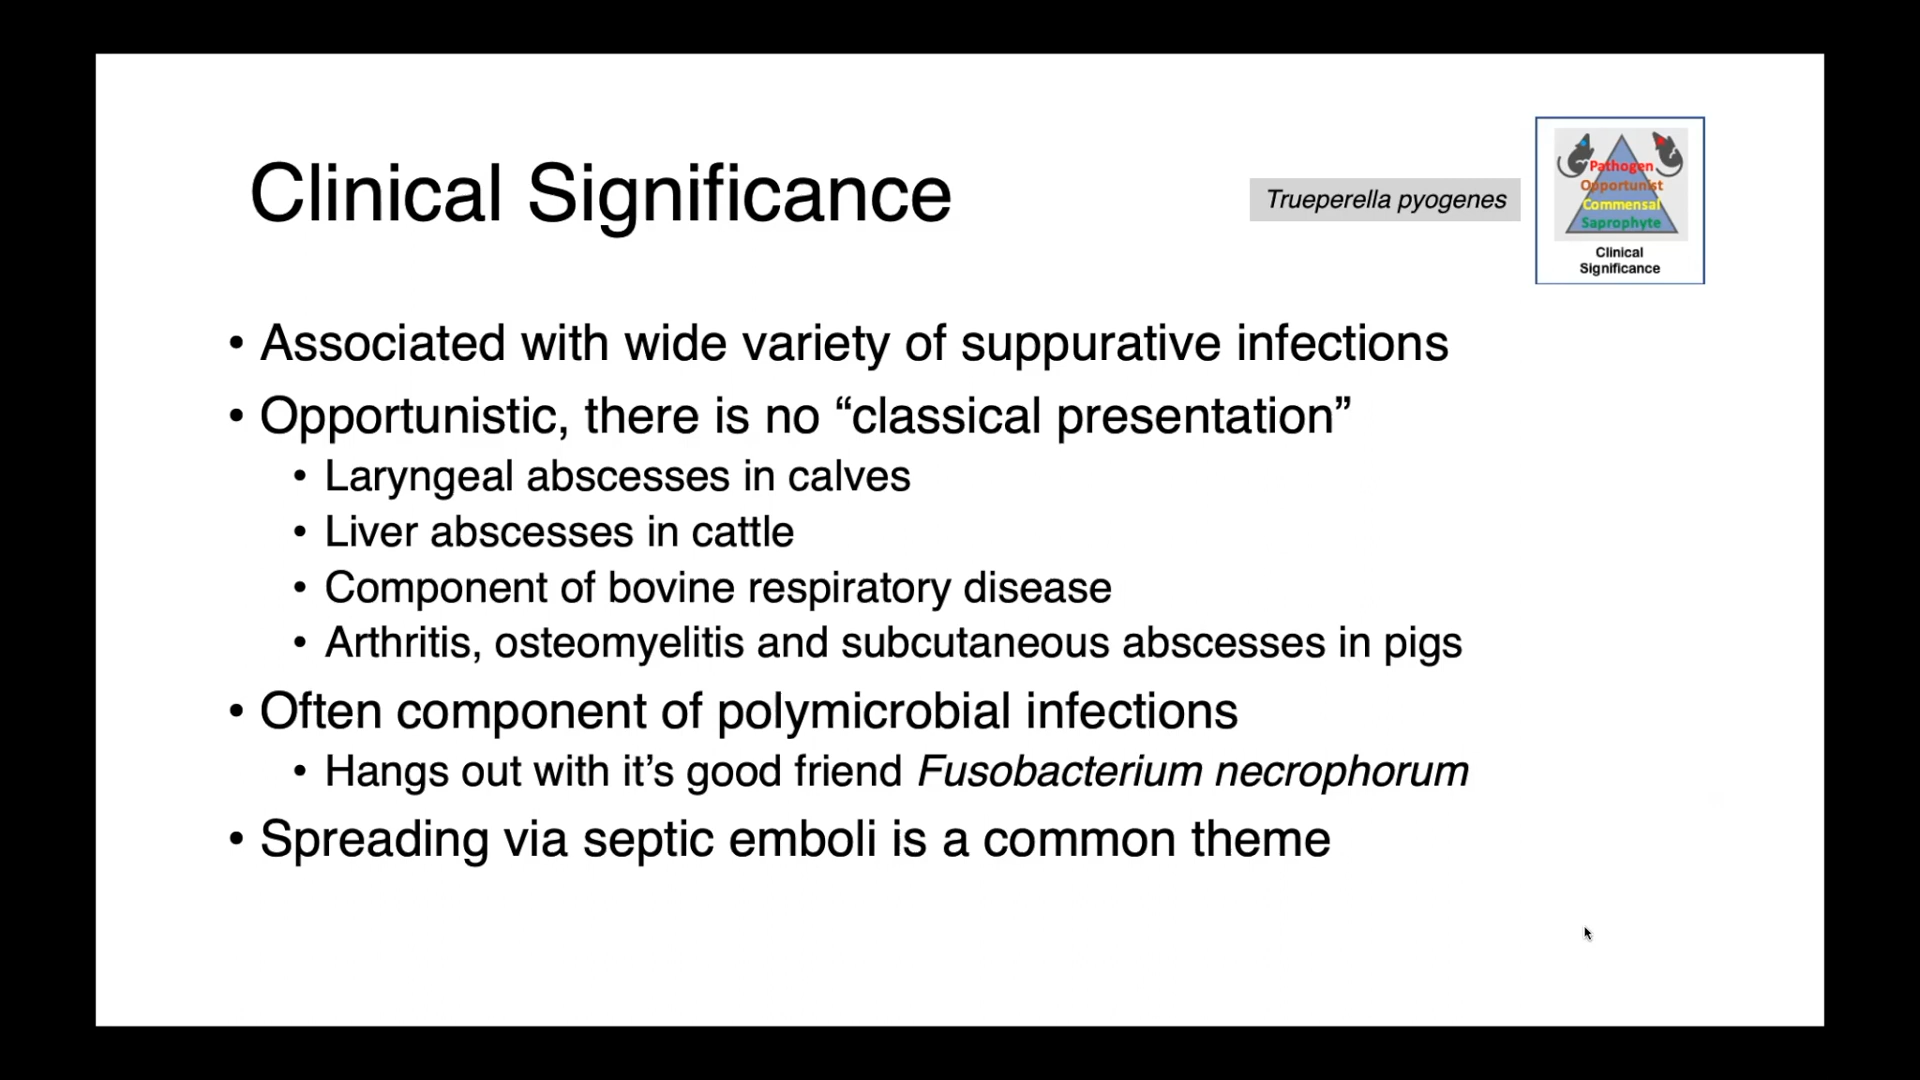 Clinical Significance
Trueperella pyogenes
Pathogen
Opportunist
Commensal
Saprophyte
Clinical
Significance
• Associated with wide variety of suppurative infections
• Opportunistic, there is no “classical presentation”
• Laryngeal abscesses in calves
• Liver abscesses in cattle
• Component of bovine respiratory disease
• Arthritis, osteomyelitis and subcutaneous abscesses in pigs
• Often component of polymicrobial infections
• Hangs out with it’s good friend Fusobacterium necrophorum
• Spreading via septic emboli is a common theme